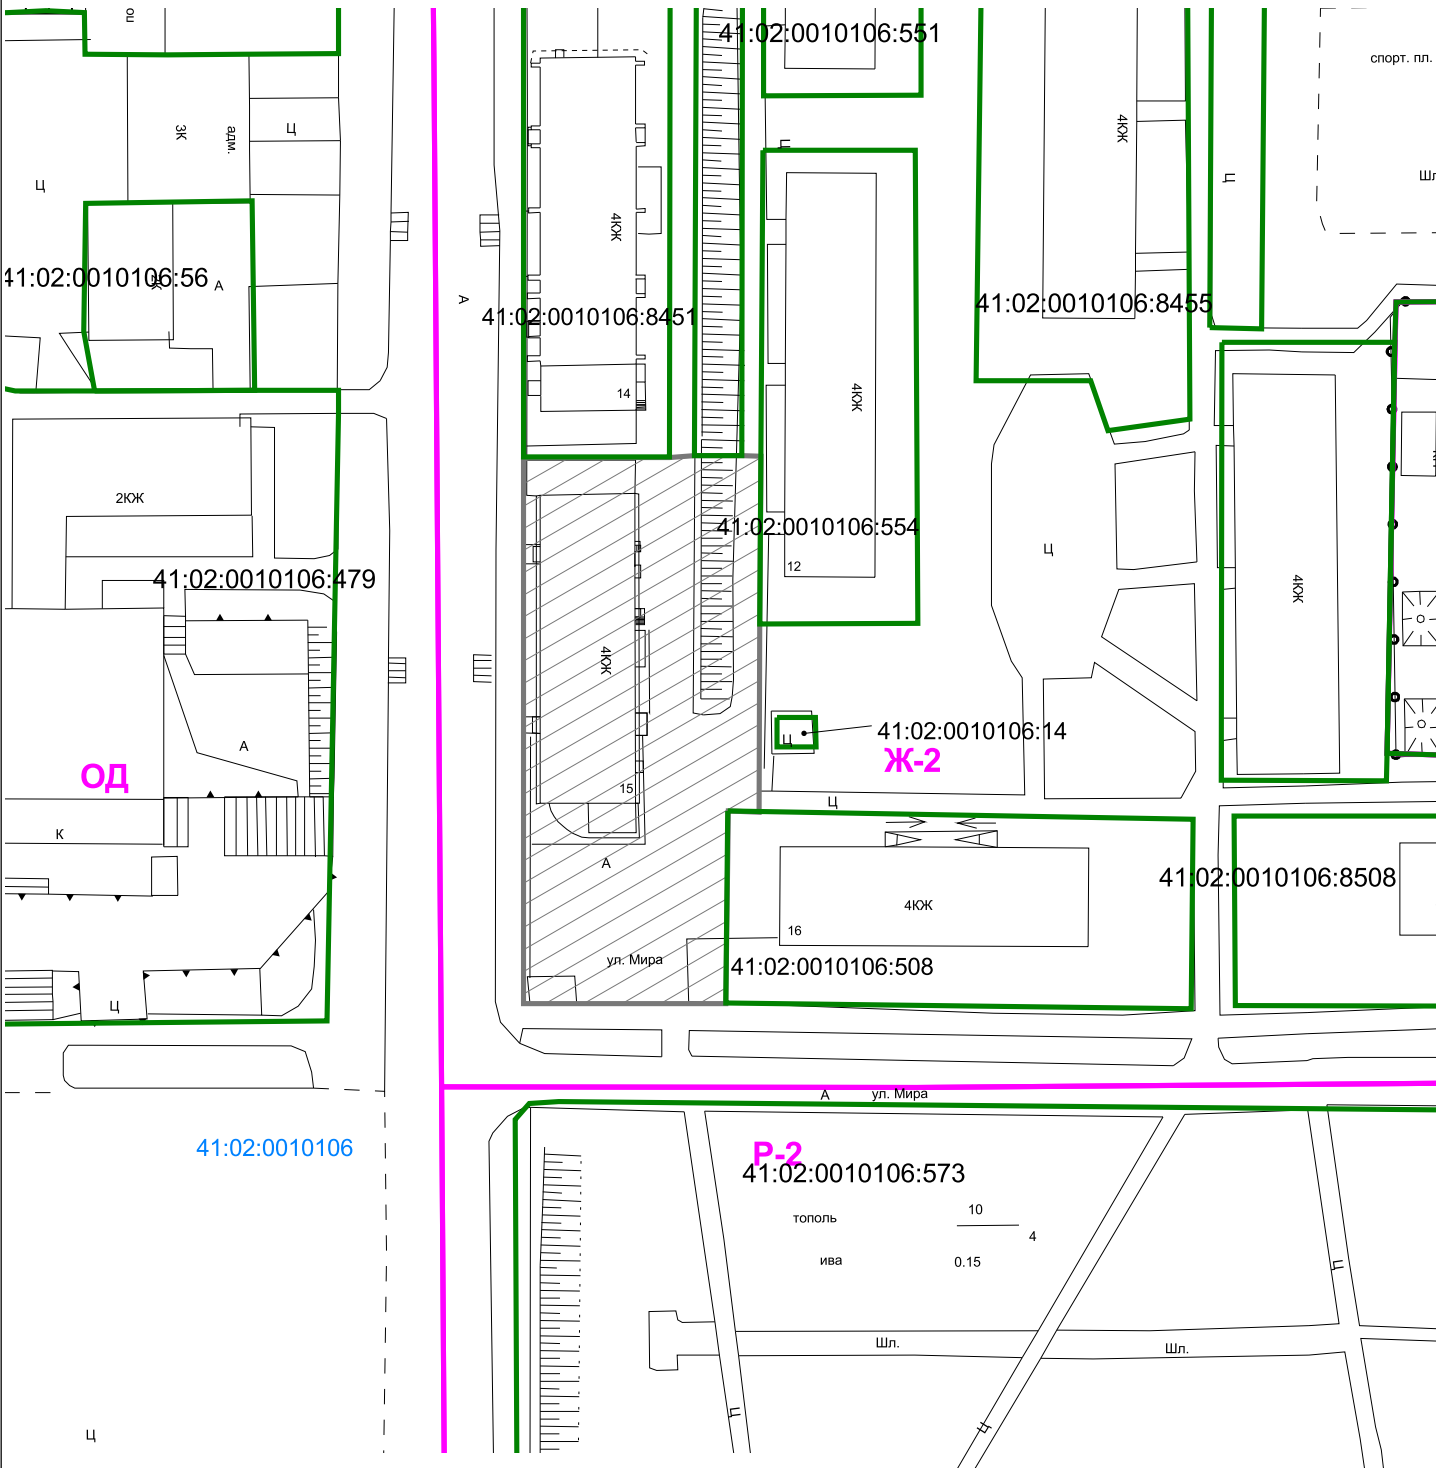 по
41:02:0010106:551
спорт. пл.
3К
адм.
Ц
4КЖ
Ц
Ц
Ц
Шл
4КЖ
41:02:0010106:56
А
А
41:02:0010106:8451
41:02:0010106:8455
14
4КЖ
2КЖ
41:02:0010106:554
Ц
12
41:02:0010106:479
4КЖ
4КЖ
41:02:0010106:14
Ц
А
Ж-2
ОД
15
Ц
К
А
41:02:0010106:8508
4КЖ
16
ул. Мира
41:02:0010106:508
Ц
А
ул. Мира
41:02:0010106
Р-2
41:02:0010106:573
тополь
10
4
ива
0.15
Ц
Шл.
Шл.
Ц
Ц
Ц